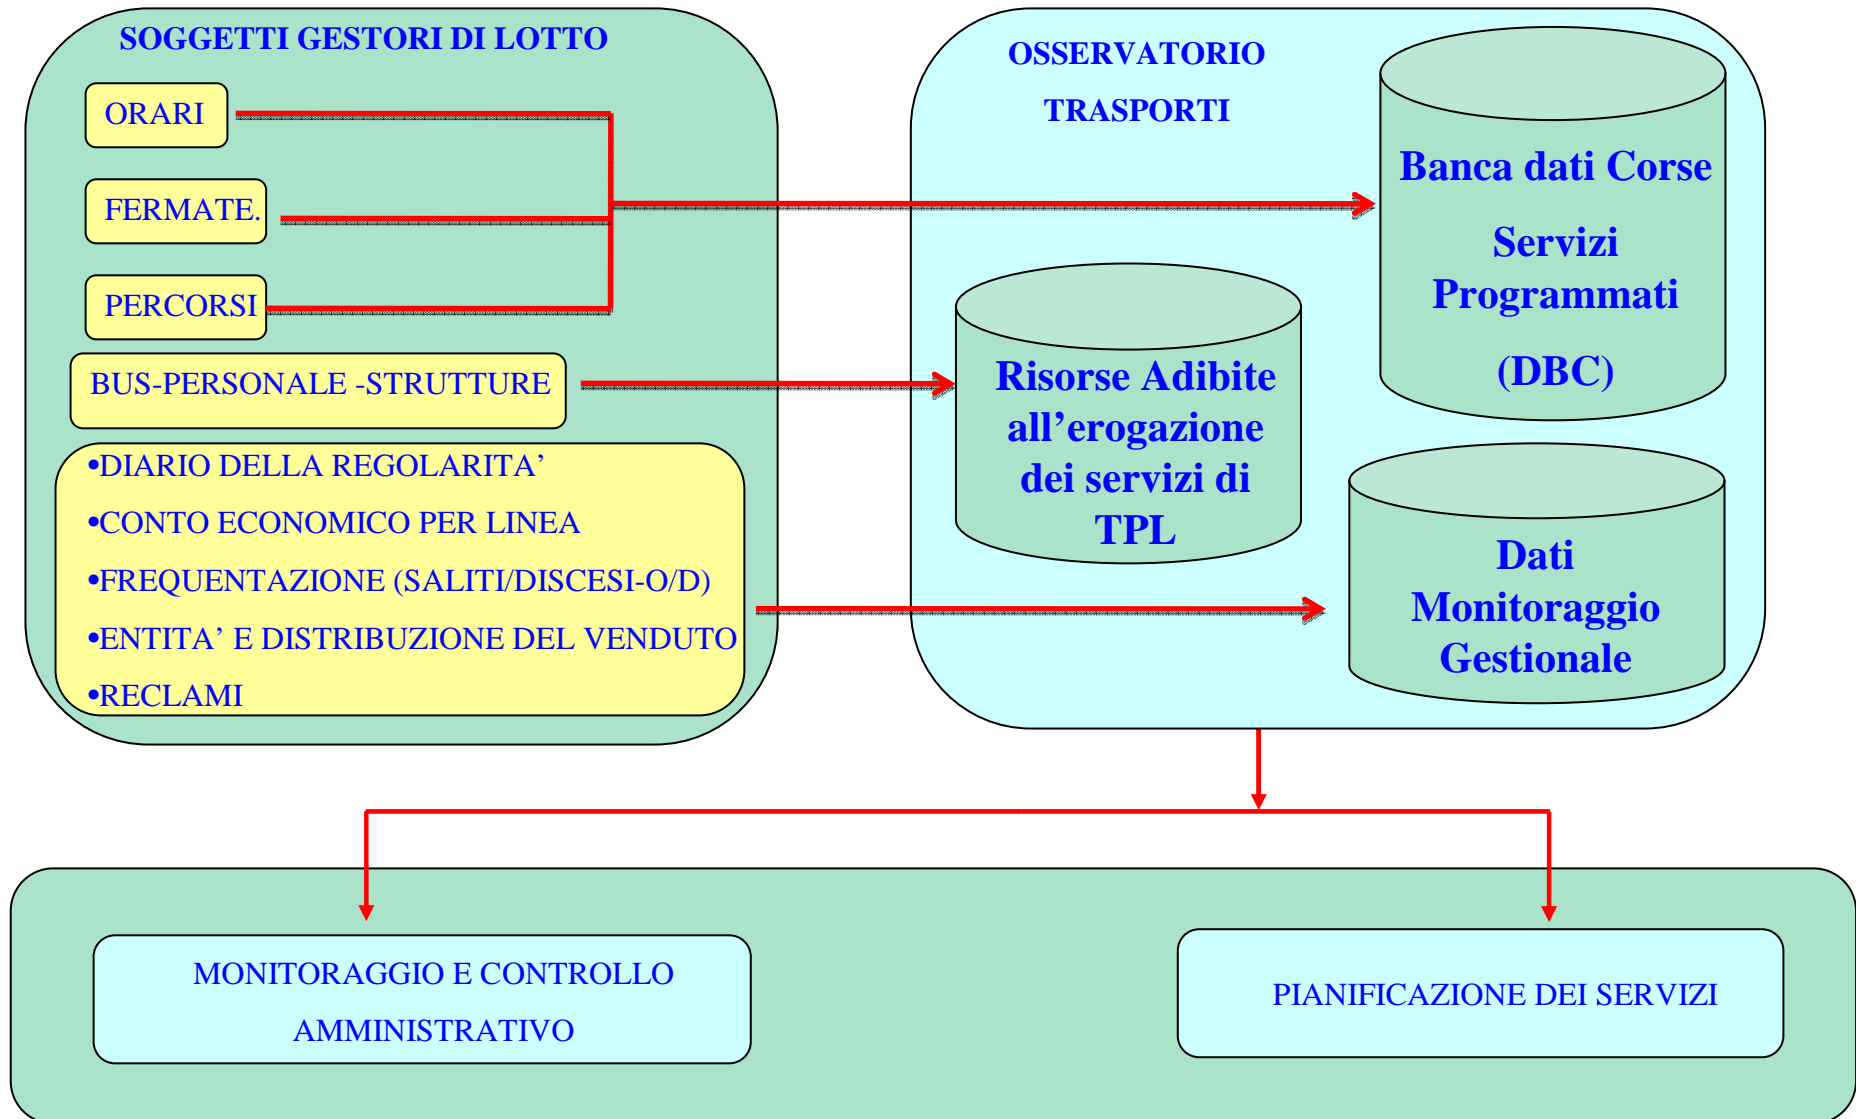 SOGGETTI GESTORI DI LOTTO
ORARI
FERMATE.
PERCORSI
BUS-PERSONALE -STRUTTURE
•DIARIO DELLA REGOLARITA’
•CONTO ECONOMICO PER LINEA
•FREQUENTAZIONE (SALITI/DISCESI-O/D)
•ENTITA’ E DISTRIBUZIONE DEL VENDUTO
•RECLAMI
OSSERVATORIO
TRASPORTI
Banca dati Corse
Servizi
Programmati
(DBC)
Risorse Adibite
all’erogazione
dei servizi di
TPL
Dati
Monitoraggio
Gestionale
MONITORAGGIO E CONTROLLO
AMMINISTRATIVO
PIANIFICAZIONE DEI SERVIZI